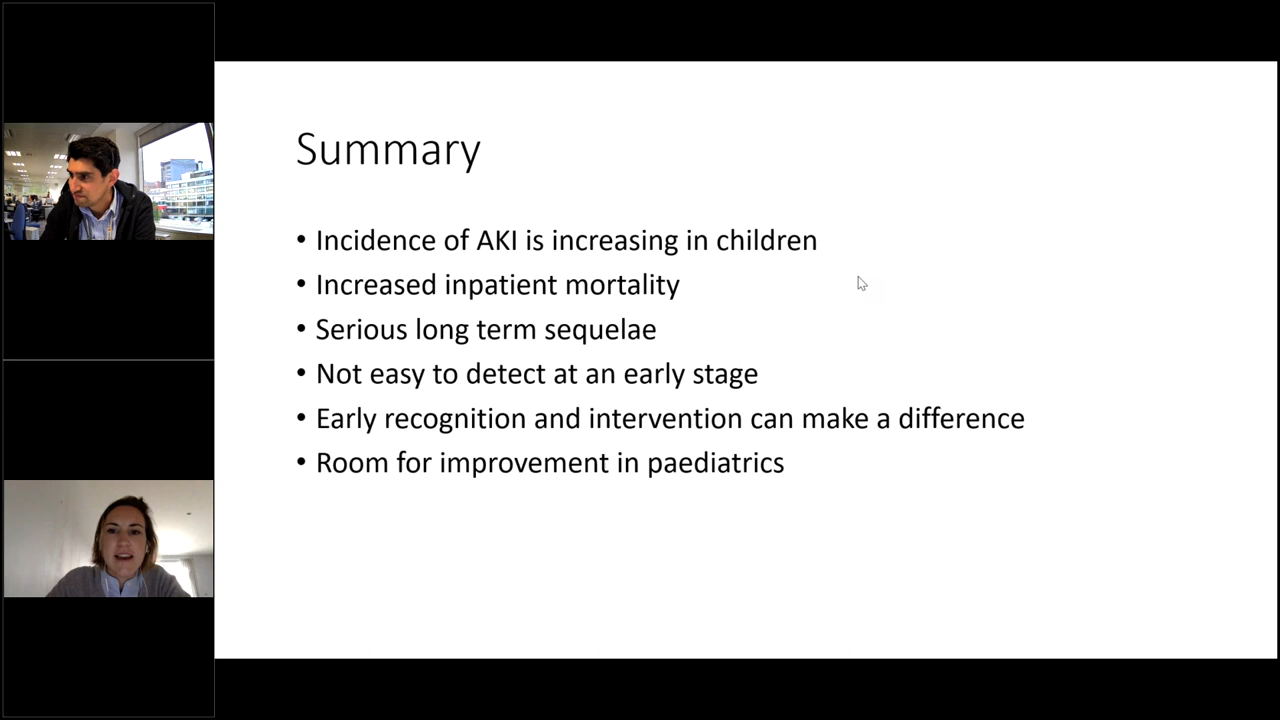 Summary
• Incidence of AKI is increasing in children
• Increased inpatient mortality
• Serious long term sequelae
• Not easy to detect at an early stage
• Early recognition and intervention can make a difference
• Room for improvement in paediatrics